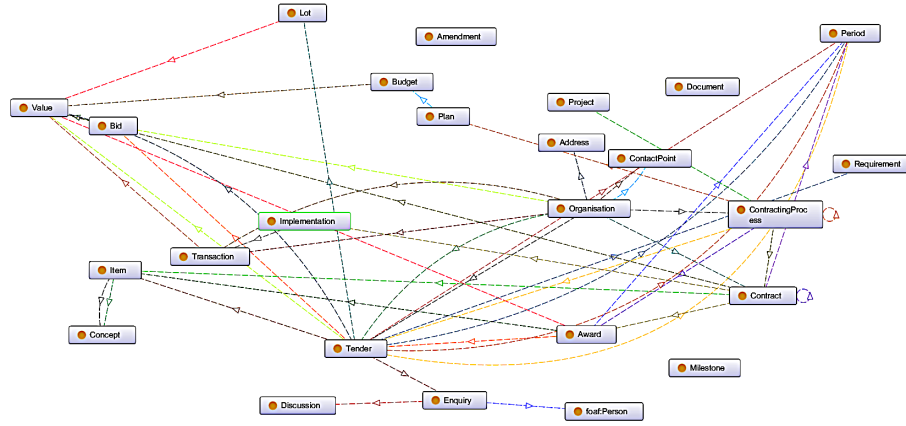 Lot
Amendment
Period
Budget
Document
Value
Project
Plan
Bid
Address
ContactPoint
Requirement
Organisation
ContractingProc
ess
Implementation
Transaction
Item
Contract
Concept
Award
Tender
Milestone
Discussion
Enquiry
foaf:Person